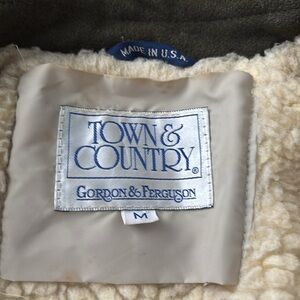 MADE IN U.S.A.
TOWN &
COUNTRY®
GORDON & FERGUSON
M